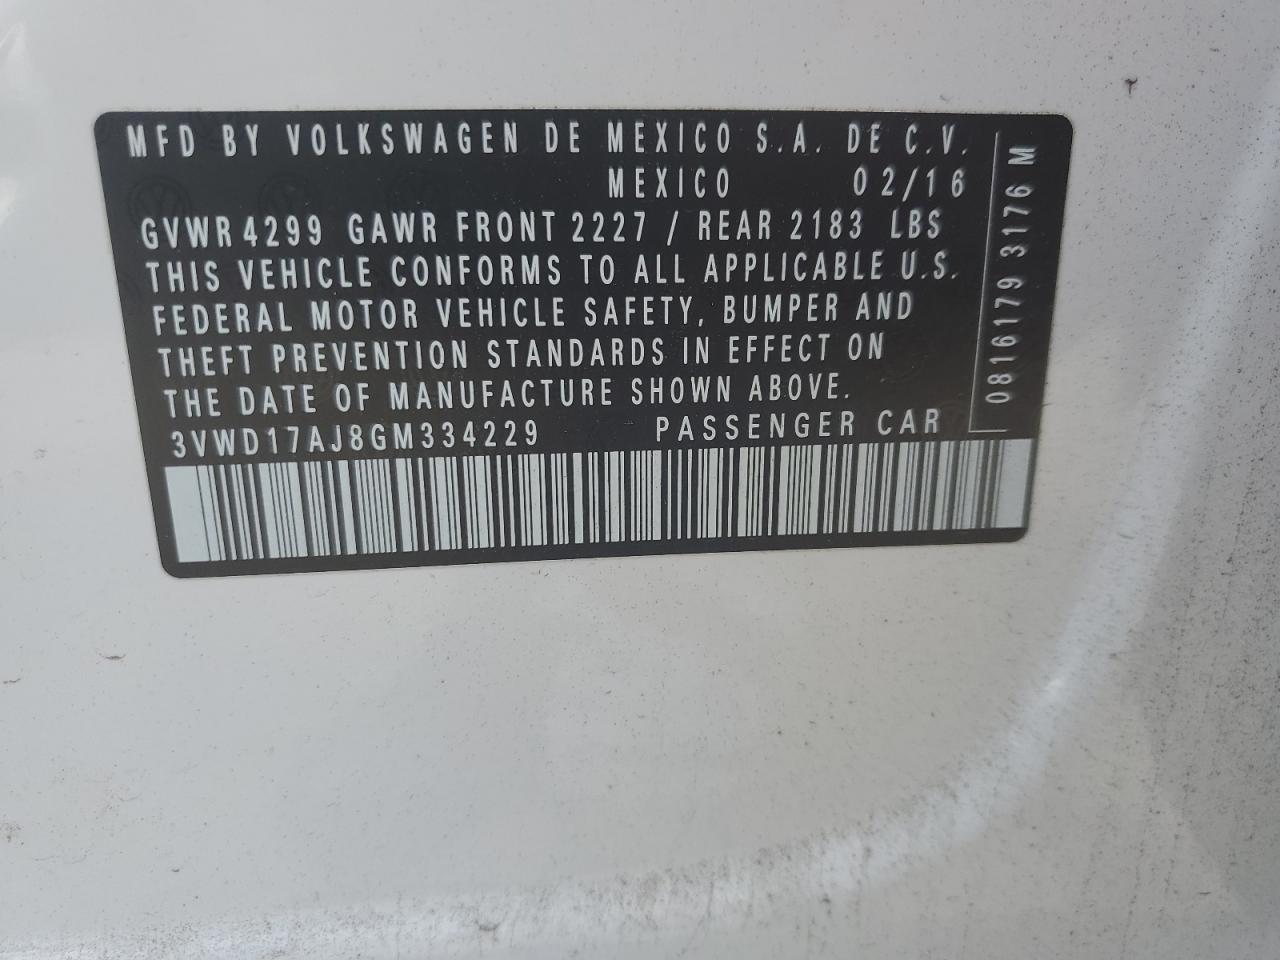 MFD BY VOLKSWAGEN DE MEXICO S.A. DE C.V.
MEXICO 02/16
GVWR 4299 GAWR FRONT 2227 / REAR 2183 LBS
THIS VEHICLE CONFORMS TO ALL APPLICABLE U.S.
FEDERAL MOTOR VEHICLE SAFETY, BUMPER AND
THEFT PREVENTION STANDARDS IN EFFECT ON
THE DATE OF MANUFACTURE SHOWN ABOVE.
3VWD17AJ8GM334229 PASSENGER CAR
0816179 3176 M